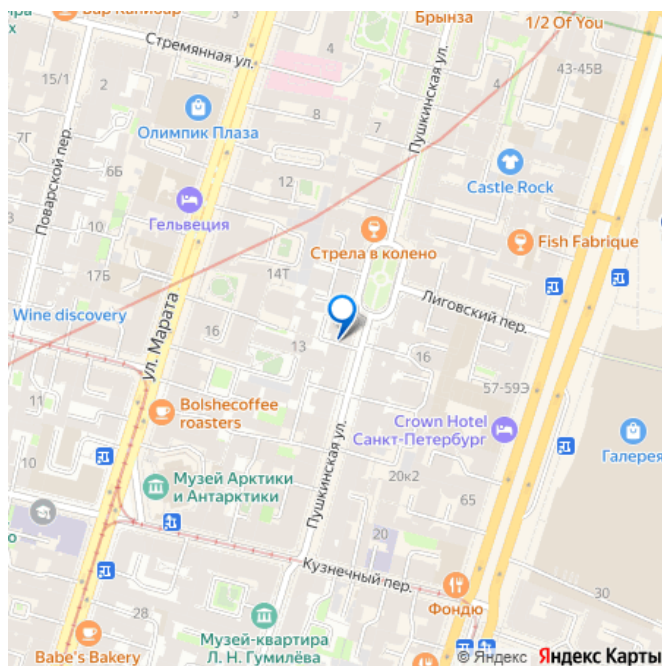 Бар Капибар
Брынза
1/2 Of You
ра
х
Стремянная ул.
Пушкинская ул.
4
4
43-45В
15/1
2
8
7
Олимпик Плаза
7Г
Поварской пер.
6Б
12
Castle Rock
Гельвеция
10
Стрела в колено
Fish Fabrique
17Б
14Т
Wine discovery
ул. Марата
16
13
Лиговский пер.
16
11
57-59Э
Bolshecoffee
roasters
Crown Hotel
Санкт-Петербург
Галерея
10
Музей Арктики
и Антарктики
Пушкинская ул.
20к2
65
о
20
Кузнечный пер.
30
28
Фондю
Музей-квартира
Л. Н. Гумилёва
Babe's Bakery
© Яндекс Яндекс Карты